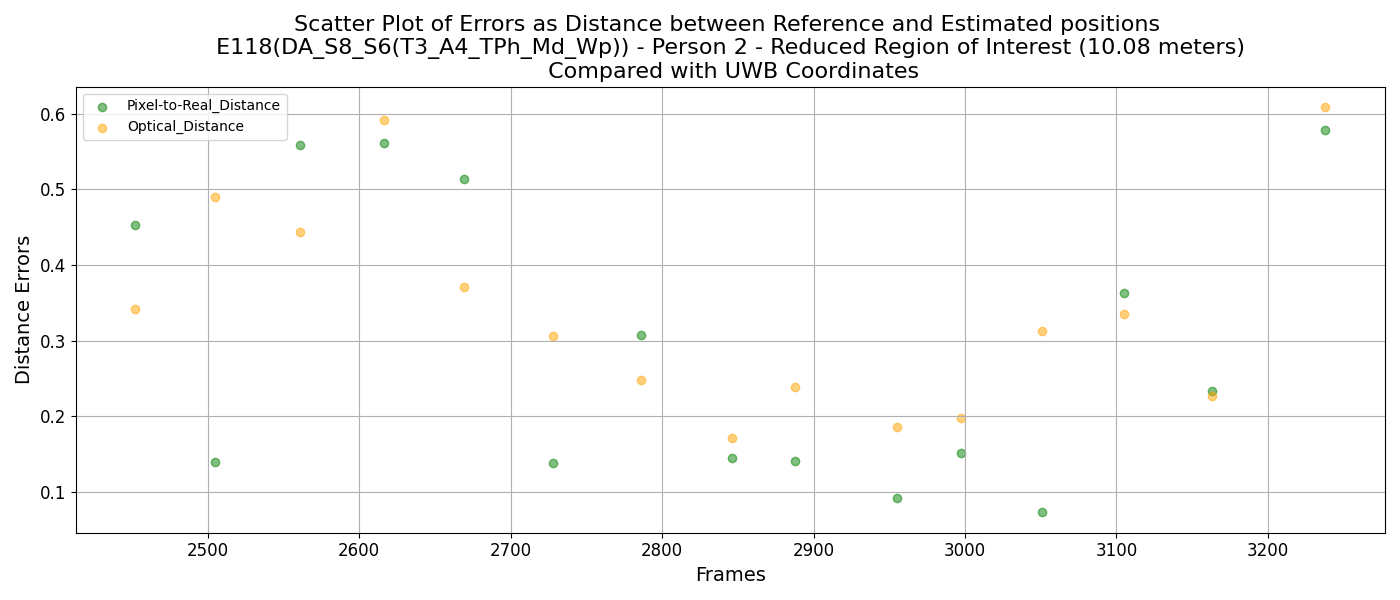 Scatter Plot of Errors as Distance between Reference and Estimated positions
E118(DA_S8_S6(T3_A4_TPh_Md_Wp)) - Person 2 - Reduced Region of Interest (10.08 meters)
Compared with UWB Coordinates
Pixel-to-Real_Distance
Optical_Distance
Distance Errors
0.6
0.5
0.4
0.3
0.2
0.1
2500 2600 2700 2800 2900 3000 3100 3200
Frames